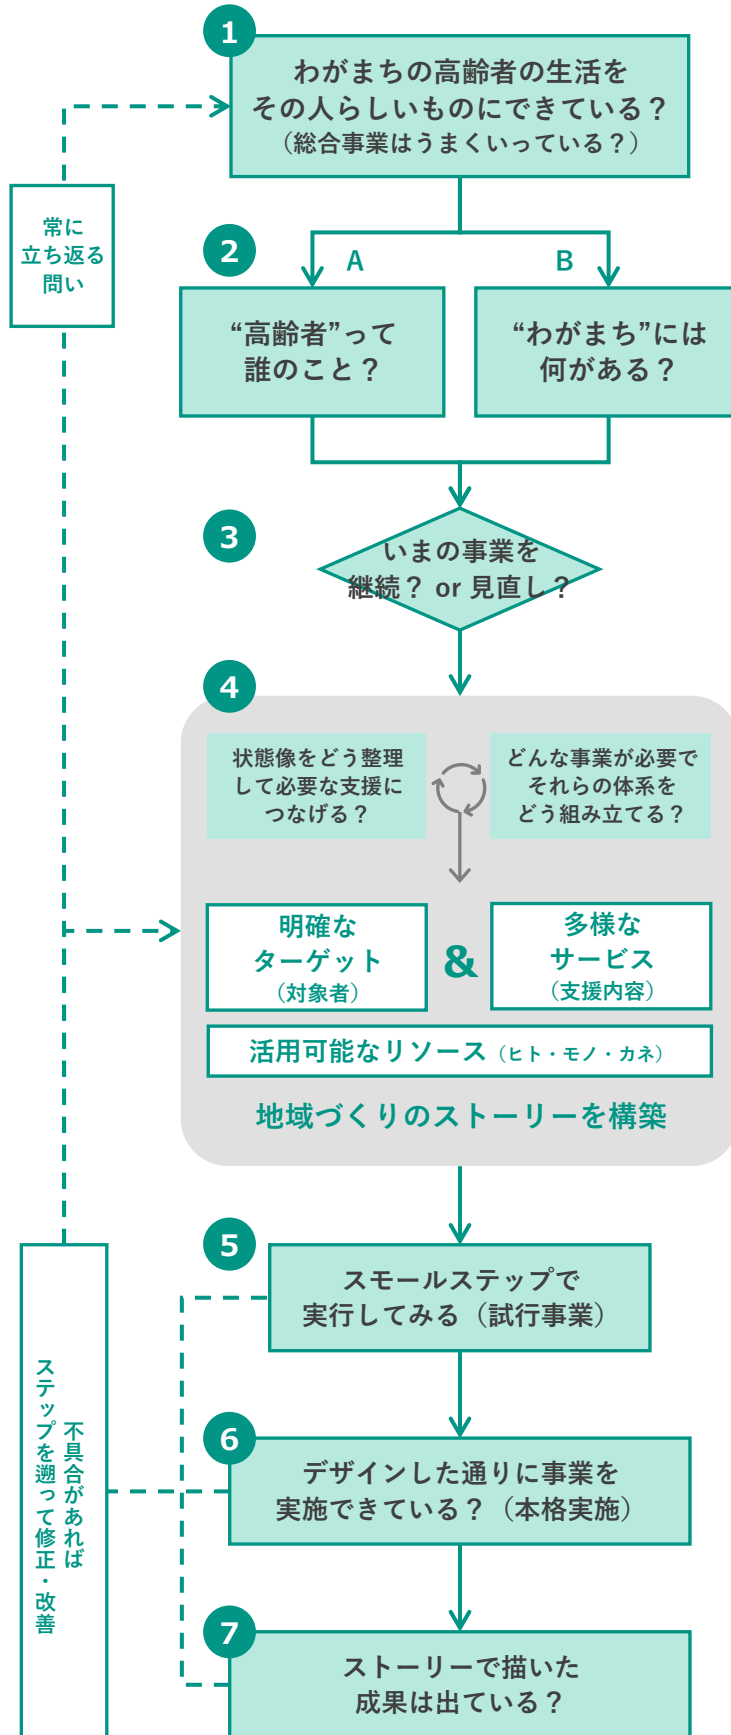 1
わがまちの高齢者の生活を
その人らしいものにできている？
（総合事業はうまくいっている？）
常に
立ち返る
問い
2
A
B
“高齢者”って
誰のこと？
“わがまち”には
何がある？
3
いまの事業を
継続？ or 見直し？
4
状態像をどう整理
して必要な支援に
つなげる？
どんな事業が必要で
それらの体系を
どう組み立てる？
明確な
ターゲット
（対象者）
&
多様な
サービス
（支援内容）
活用可能なリソース（ヒト・モノ・カネ）
地域づくりのストーリーを構築
5
スモールステップで
実行してみる（試行事業）
不具合があれば
ステップを遡って修正・改善
6
デザインした通りに事業を
実施できている？（本格実施）
7
ストーリーで描いた
成果は出ている？